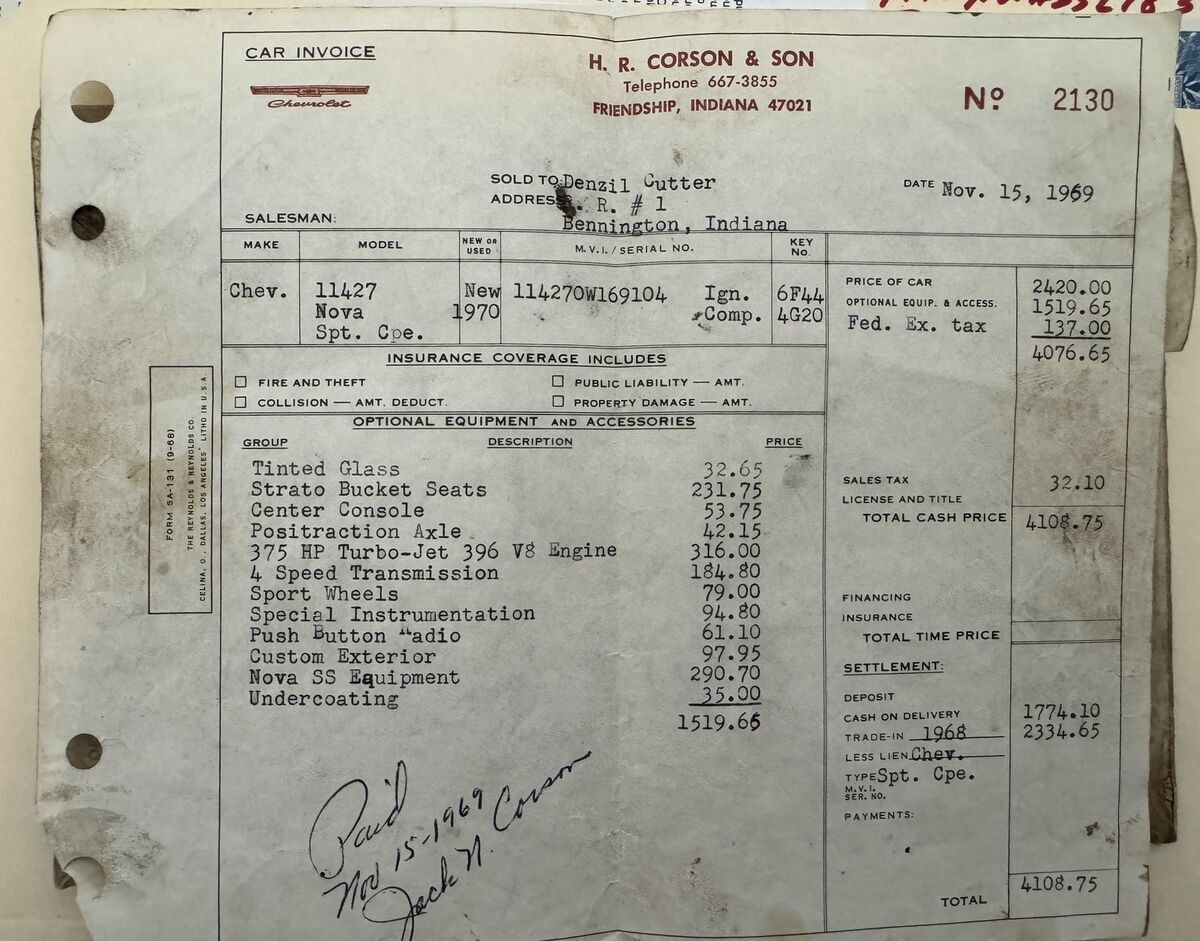 CAR INVOICE
Chevrolet
H. R. CORSON & SON
Telephone 667-3855
FRIENDSHIP, INDIANA 47021
Nº 2130
SOLD TO: Denzil Cutter
ADDRESS R. # 1
Bennington, Indiana
DATE Nov. 15, 1969
SALESMAN:
MAKE MODEL NEW OR USED M.V.I. / SERIAL NO. KEY No.
Chev. 11427 New 114270W169104 Ign. 6F44
Nova 1970 Comp. 4G20
Spt. Cpe.
PRICE OF CAR 2420.00
OPTIONAL EQUIP. & ACCESS. 1519.65
Fed. Ex. tax 137.00
4076.65
INSURANCE COVERAGE INCLUDES
FIRE AND THEFT PUBLIC LIABILITY — AMT.
COLLISION — AMT. DEDUCT. PROPERTY DAMAGE — AMT.
OPTIONAL EQUIPMENT AND ACCESSORIES
GROUP DESCRIPTION PRICE
Tinted Glass 32.65
Strato Bucket Seats 231.75
Center Console 53.75
Positraction Axle 42.15
375 HP Turbo-Jet 396 V8 Engine 316.00
4 Speed Transmission 184.80
Sport Wheels 79.00
Special Instrumentation 94.80
Push Button Radio 61.10
Custom Exterior 97.95
Nova SS Equipment 290.70
Undercoating 35.00
1519.65
SALES TAX 32.10
LICENSE AND TITLE
TOTAL CASH PRICE 4108.75
FINANCING
INSURANCE
TOTAL TIME PRICE
SETTLEMENT:
DEPOSIT
CASH ON DELIVERY 1774.10
TRADE-IN 1968 2334.65
LESS LIEN Chev.
TYPE Spt. Cpe.
M.V.I.
SER. NO.
PAYMENTS:
TOTAL 4108.75
Paid
Nov 15-1969
Jack N. Corson
FORM SA-131 (9-68)
THE REYNOLDS & REYNOLDS CO.
CELINA, O., DALLAS, LOS ANGELES LITHO IN U.S.A.